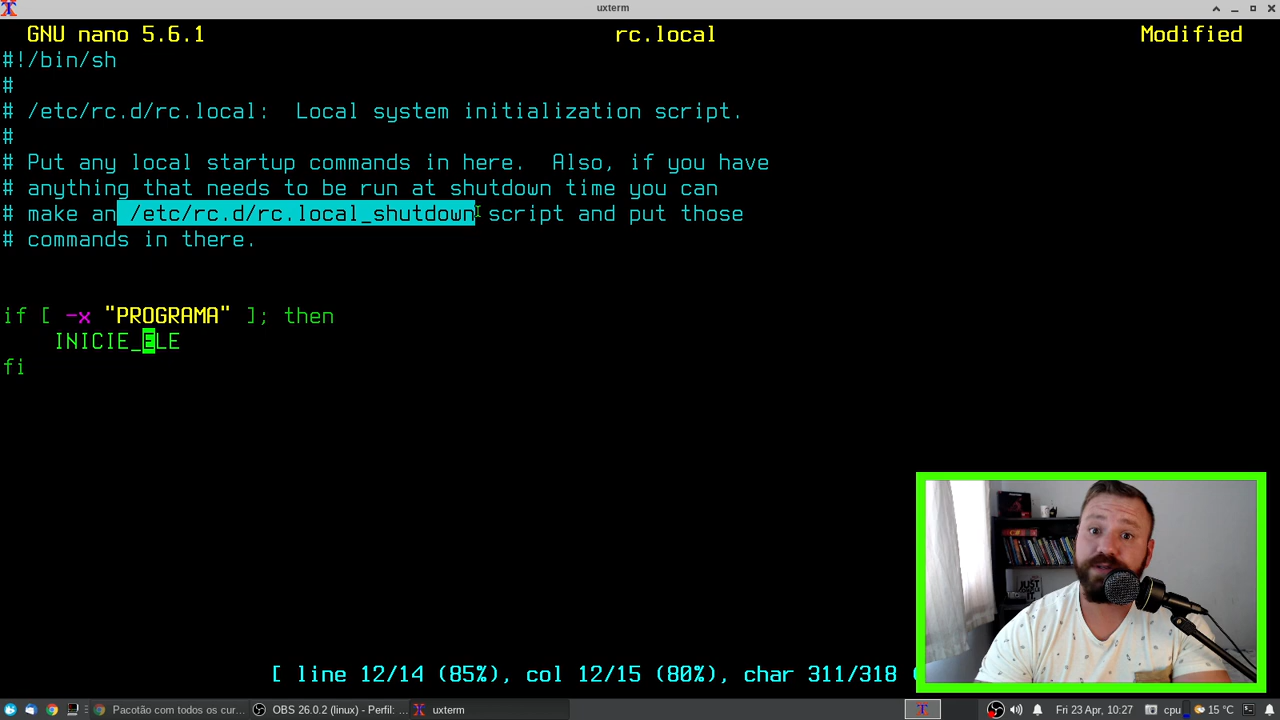 uxterm
GNU nano 5.6.1 rc.local Modified
#!/bin/sh
#
# /etc/rc.d/rc.local:  Local system initialization script.
#
# Put any local startup commands in here.  Also, if you have
# anything that needs to be run at shutdown time you can
# make an /etc/rc.d/rc.local_shutdown script and put those
# commands in there.
if [ -x "PROGRAMA" ]; then
    INICIE_ELE
fi
[ line 12/14 (85%), col 12/15 (80%), char 311/318 (
Pacotão com todos os cur... OBS 26.0.2 (linux) - Perfil: ... uxterm Fri 23 Apr, 10:27 cpu 15 °C